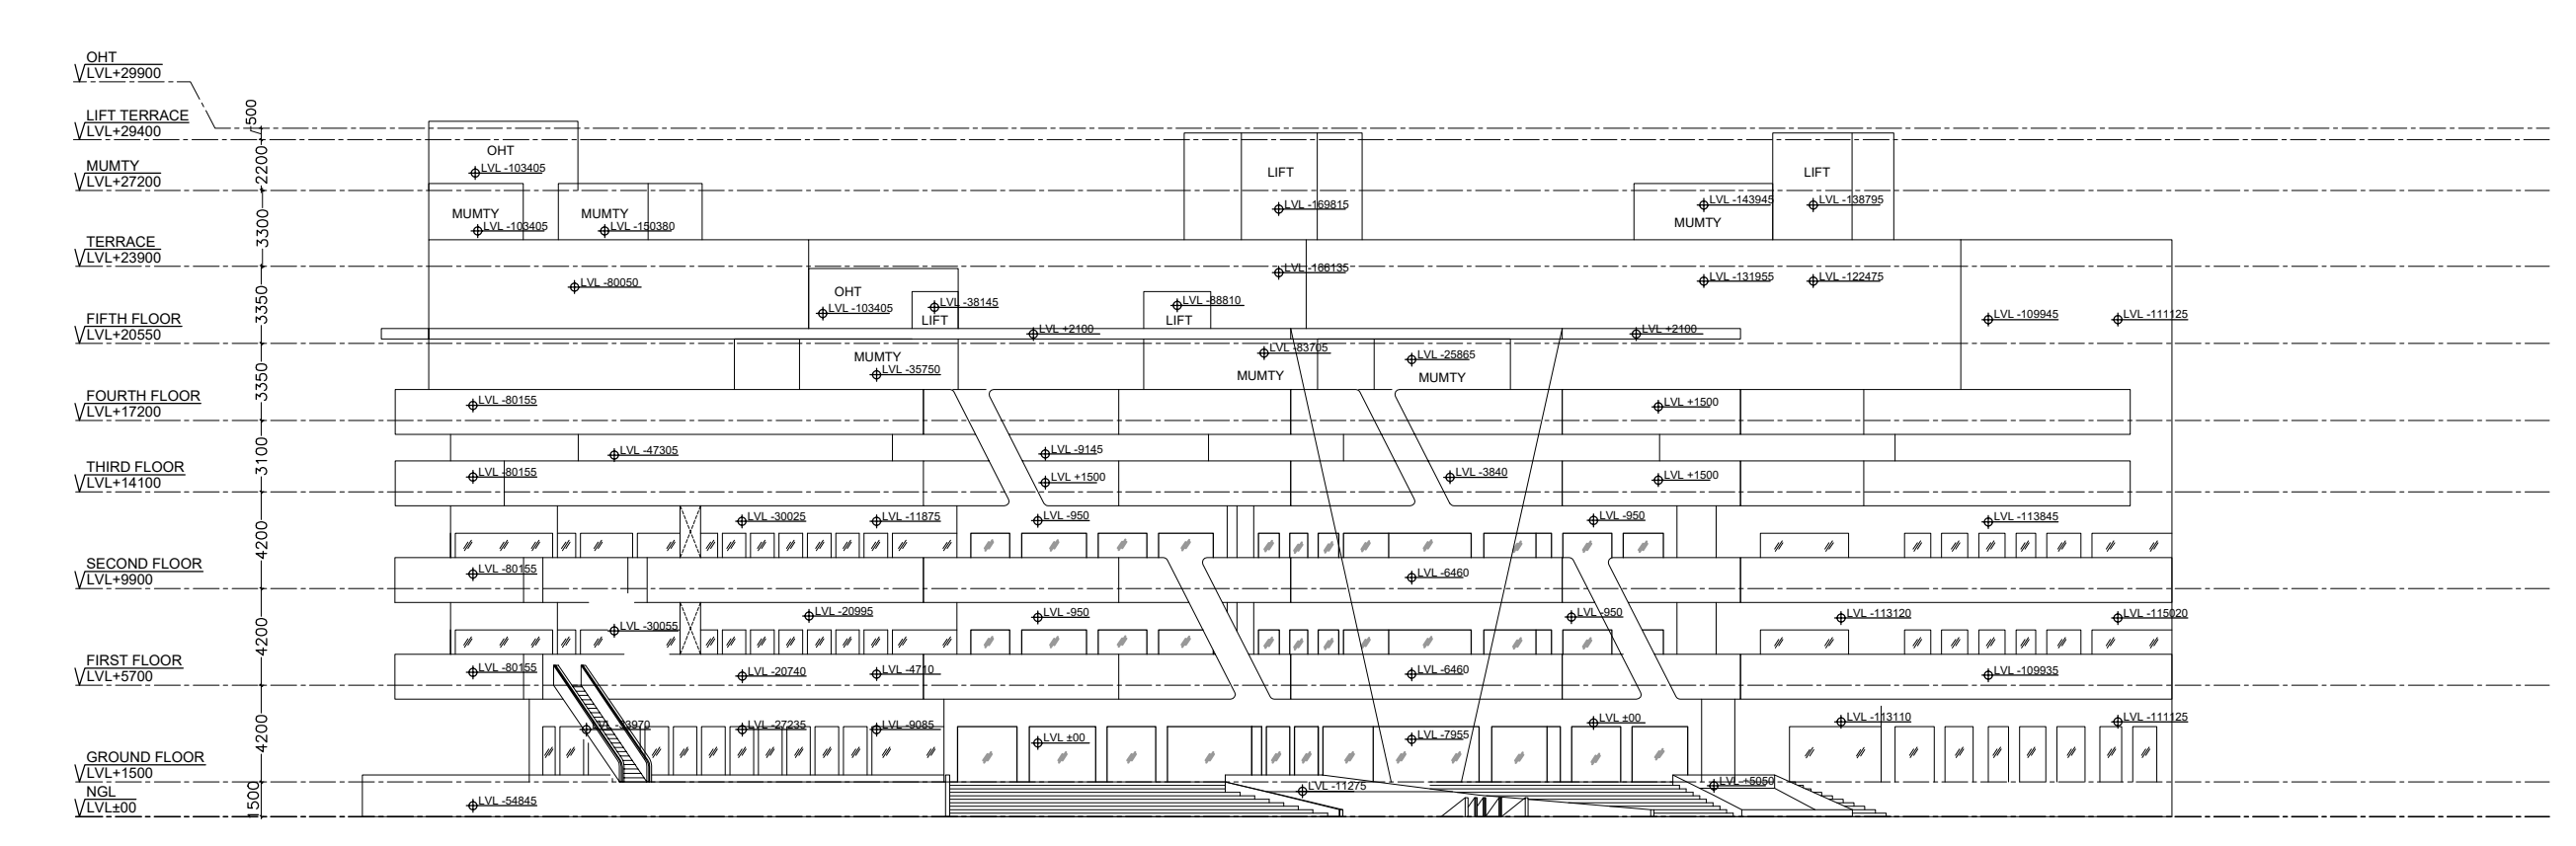 OHT
LVL+29900
LIFT TERRACE
LVL+29400
MUMTY
LVL+27200
TERRACE
LVL+23900
FIFTH FLOOR
LVL+20550
FOURTH FLOOR
LVL+17200
THIRD FLOOR
LVL+14100
SECOND FLOOR
LVL+9900
FIRST FLOOR
LVL+5700
GROUND FLOOR
LVL+1500
NGL
LVL±00
500
2200
3300
3350
3350
3100
4200
4200
4200
1500
OHT
LVL -103405
LIFT
LIFT
MUMTY
LVL -103405
MUMTY
LVL -150380
LVL -169815
LVL -143945
MUMTY
LVL -138795
LVL -80050
OHT
LVL -103405
LVL -38145
LIFT
LVL -88810
LIFT
LVL -131955
LVL -122475
LVL -109945
LVL -111125
LVL +2100
LVL +2100
MUMTY
LVL -35750
LVL -83705
MUMTY
LVL -25865
MUMTY
LVL -80155
LVL +1500
LVL -47305
LVL -9145
LVL -80155
LVL +1500
LVL -3840
LVL +1500
LVL -30025
LVL -11875
LVL -950
LVL -950
LVL -113845
LVL -80155
LVL -6460
LVL -30055
LVL -20995
LVL -950
LVL -950
LVL -113120
LVL -115020
LVL -80155
LVL -20740
LVL -4710
LVL -6460
LVL -109935
LVL -27235
LVL -9085
LVL ±00
LVL -7955
LVL ±00
LVL -113110
LVL -111125
LVL -54845
LVL -11275
LVL +5050